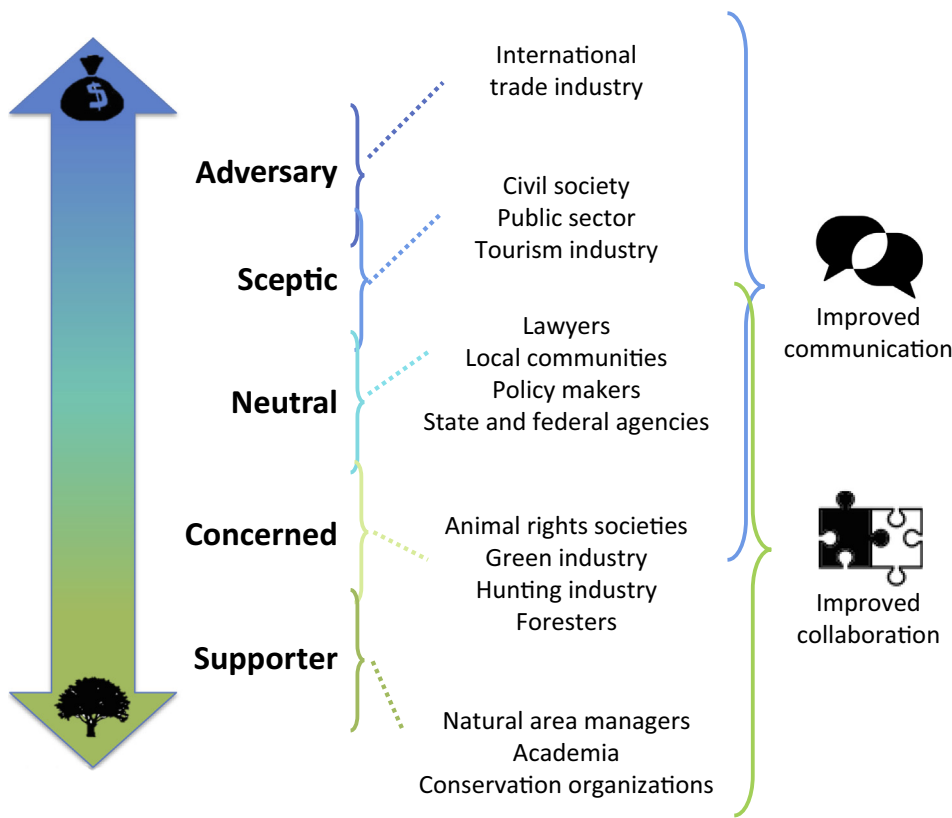 International
trade industry
Adversary
Civil society
Public sector
Tourism industry
Sceptic
Lawyers
Local communities
Policy makers
State and federal agencies
Neutral
Animal rights societies
Green industry
Hunting industry
Foresters
Concerned
Supporter
Natural area managers
Academia
Conservation organizations
Improved
communication
Improved
collaboration
$